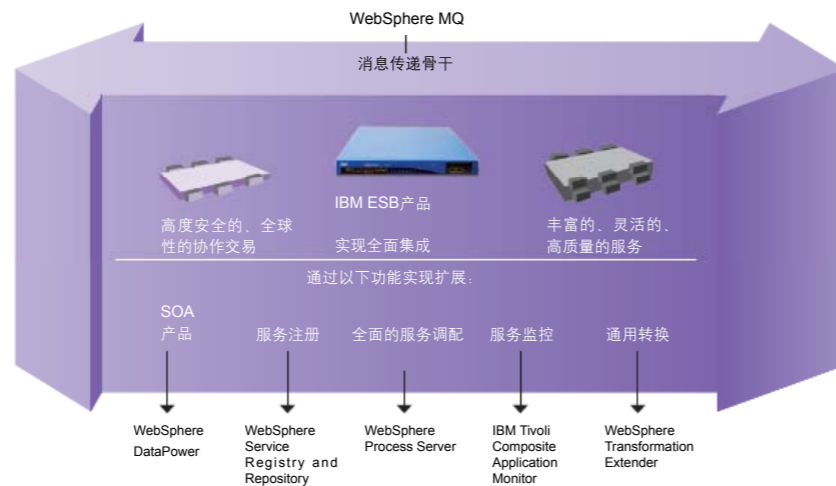 WebSphere MQ
消息传递骨干
IBM ESB产品
高度安全的、全球
性的协作交易
实现全面集成
丰富的、灵活的、
高质量的服务
通过以下功能实现扩展：
SOA
产品
服务注册
全面的服务调配
服务监控
通用转换
WebSphere
DataPower
WebSphere
Service
Registry and
Repository
WebSphere
Process Server
IBM Tivoli
Composite
Application
Monitor
WebSphere
Transformation
Extender